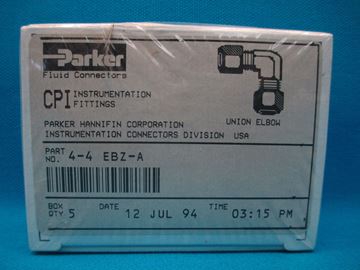 Parker
Fluid Connectors
CPI INSTRUMENTATION
FITTINGS
UNION ELBOW
PARKER HANNIFIN CORPORATION
INSTRUMENTATION CONNECTORS DIVISION USA
PART
NO. 4-4 EBZ-A
BOX
QTY 5 DATE 12 JUL 94 TIME 03:15 PM